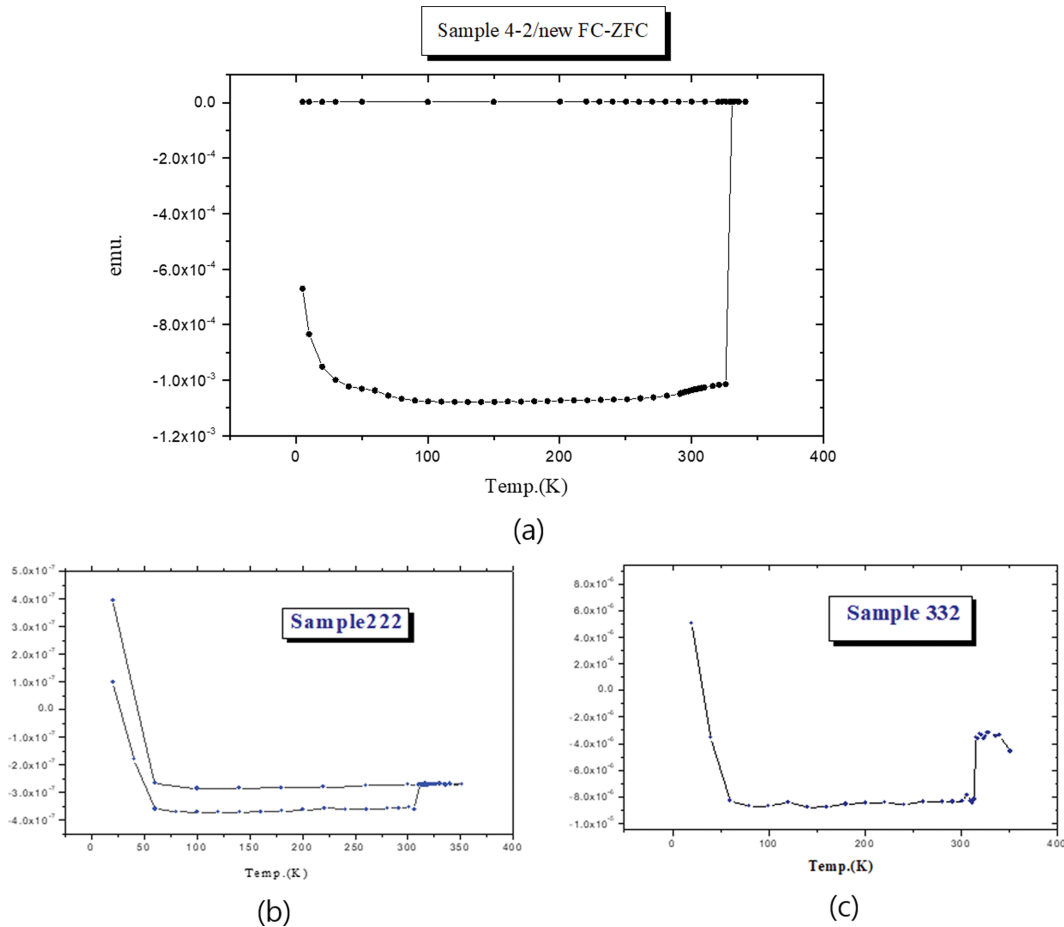 Sample 4-2/new FC-ZFC
0.0
-2.0x10⁻⁴
-4.0x10⁻⁴
-6.0x10⁻⁴
-8.0x10⁻⁴
-1.0x10⁻³
-1.2x10⁻³
emu.
0 100 200 300 400
Temp.(K)
(a)
5.0x10⁻⁷
4.0x10⁻⁷
3.0x10⁻⁷
2.0x10⁻⁷
1.0x10⁻⁷
0.0
-1.0x10⁻⁷
-2.0x10⁻⁷
-3.0x10⁻⁷
-4.0x10⁻⁷
Sample222
0 50 100 150 200 250 300 350 400
Temp.(K)
(b)
8.0x10⁻⁶
6.0x10⁻⁶
4.0x10⁻⁶
2.0x10⁻⁶
0.0
-2.0x10⁻⁶
-4.0x10⁻⁶
-6.0x10⁻⁶
-8.0x10⁻⁶
-1.0x10⁻⁵
Sample 332
0 100 200 300 400
Temp.(K)
(c)